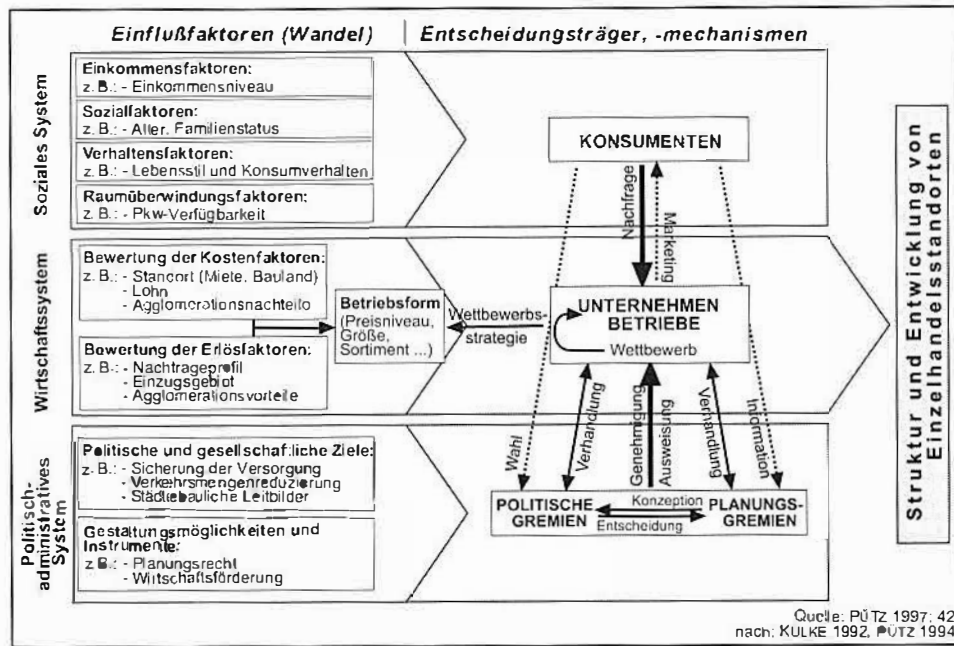 Einflußfaktoren (Wandel)
Entscheidungsträger, -mechanismen
Soziales System
Einkommensfaktoren:
z. B.: - Einkommensniveau
Sozialfaktoren:
z. B.: - Alter, Familienstatus
Verhaltensfaktoren:
z. B.: - Lebensstil und Konsumverhalten
Raumüberwindungsfaktoren:
z. B.: - Pkw-Verfügbarkeit
KONSUMENTEN
Nachfrage
Marketing
Wirtschaftssystem
Bewertung der Kostenfaktoren:
z. B.: - Standort (Miete, Bauland)
- Lohn
- Agglomerationsnachteile
Bewertung der Erlösfaktoren:
z. B.: - Nachfrageprofil
- Einzugsgebiet
- Agglomerationsvorteile
Betriebsform
(Preisniveau,
Größe,
Sortiment ...)
Wettbewerbs-
strategie
UNTERNEHMEN
BETRIEBE
Wettbewerb
Wahl
Verhandlung
Genehmigung
Ausweisung
Verhandlung
Information
Politisch-
administratives
System
Politische und gesellschaftliche Ziele:
z. B.: - Sicherung der Versorgung
- Verkehrsmengenreduzierung
- Städtebauliche Leitbilder
Gestaltungsmöglichkeiten und
Instrumente:
z. B.: - Planungsrecht
- Wirtschaftsförderung
POLITISCHE
GREMIEN
Konzeption
Entscheidung
PLANUNGS-
GREMIEN
Struktur und Entwicklung von
Einzelhandelsstandorten
Quelle: PÜTZ 1997: 42
nach: KULKE 1992, PÜTZ 1994